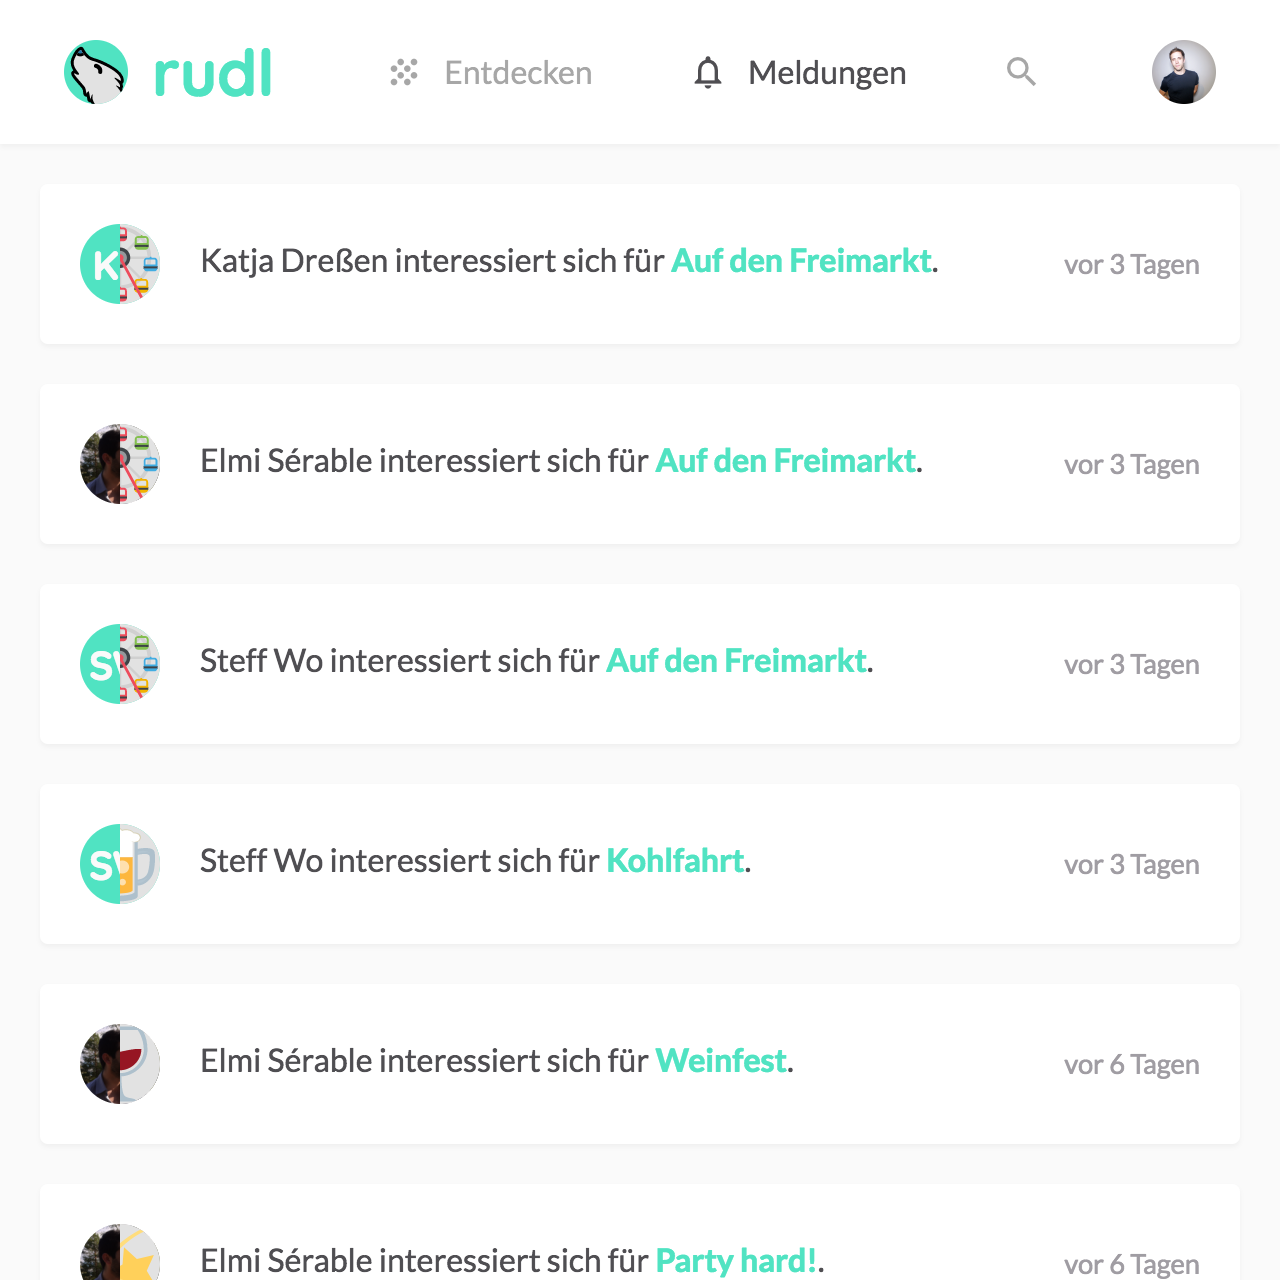 rudl
Entdecken
Meldungen
K
Katja Dreßen interessiert sich für Auf den Freimarkt.
vor 3 Tagen
Elmi Sérable interessiert sich für Auf den Freimarkt.
vor 3 Tagen
S
Steff Wo interessiert sich für Auf den Freimarkt.
vor 3 Tagen
S
Steff Wo interessiert sich für Kohlfahrt.
vor 3 Tagen
Elmi Sérable interessiert sich für Weinfest.
vor 6 Tagen
Elmi Sérable interessiert sich für Party hard!.
vor 6 Tagen